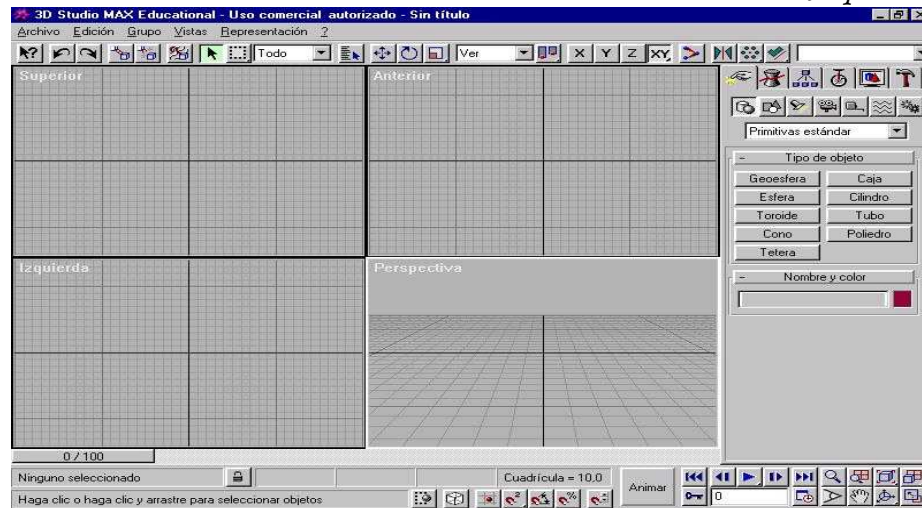 3D Studio MAX Educational - Uso comercial autorizado - Sin título
Archivo Edición Grupo Vistas Representación ?
Todo Ver X Y Z XY
Superior Anterior
Primitivas estándar
- Tipo de objeto
Geoesfera Caja
Esfera Cilindro
Toroide Tubo
Cono Poliedro
Tetera
Izquierda Perspectiva
- Nombre y color
0 / 100
Ninguno seleccionado Cuadrícula = 10,0 Animar
Haga clic o haga clic y arrastre para seleccionar objetos 0